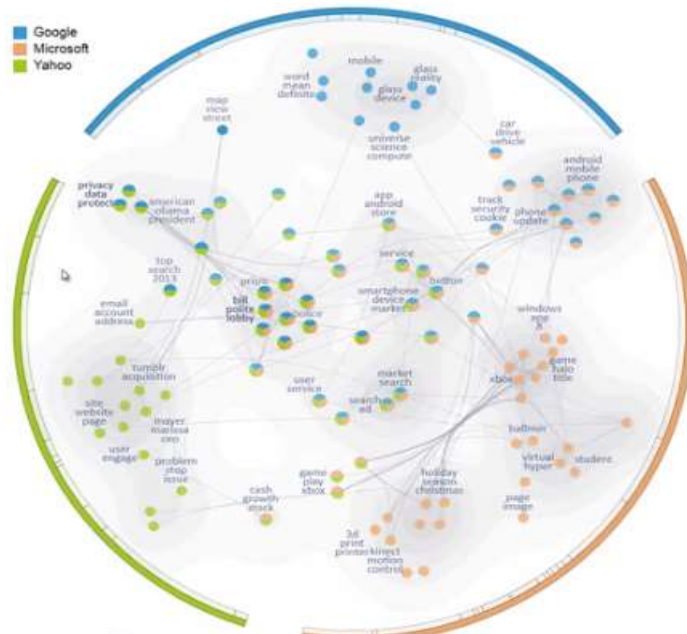 Google
Microsoft
Yahoo
mobile
word
mean
definite
glass
reality
glass
device
map
view
street
universe
science
compute
car
drive
vehicle
android
mobile
phone
privacy
data
protect
american
obama
president
app
android
store
track
security
cookie
phone
update
top
search
2013
service
button
email
account
address
bill
polite
lobby
police
smartphone
device
market
windows
app
8
xbox
game
halo
title
tumblr
acquisition
user
service
market
search
search
ad
site
website
page
mayer
marissa
ceo
ballmer
user
engage
problem
stop
issue
virtual
hyper
student
game
play
xbox
holiday
season
christmas
cash
growth
stock
page
image
3d
print
printer
kinect
motion
control